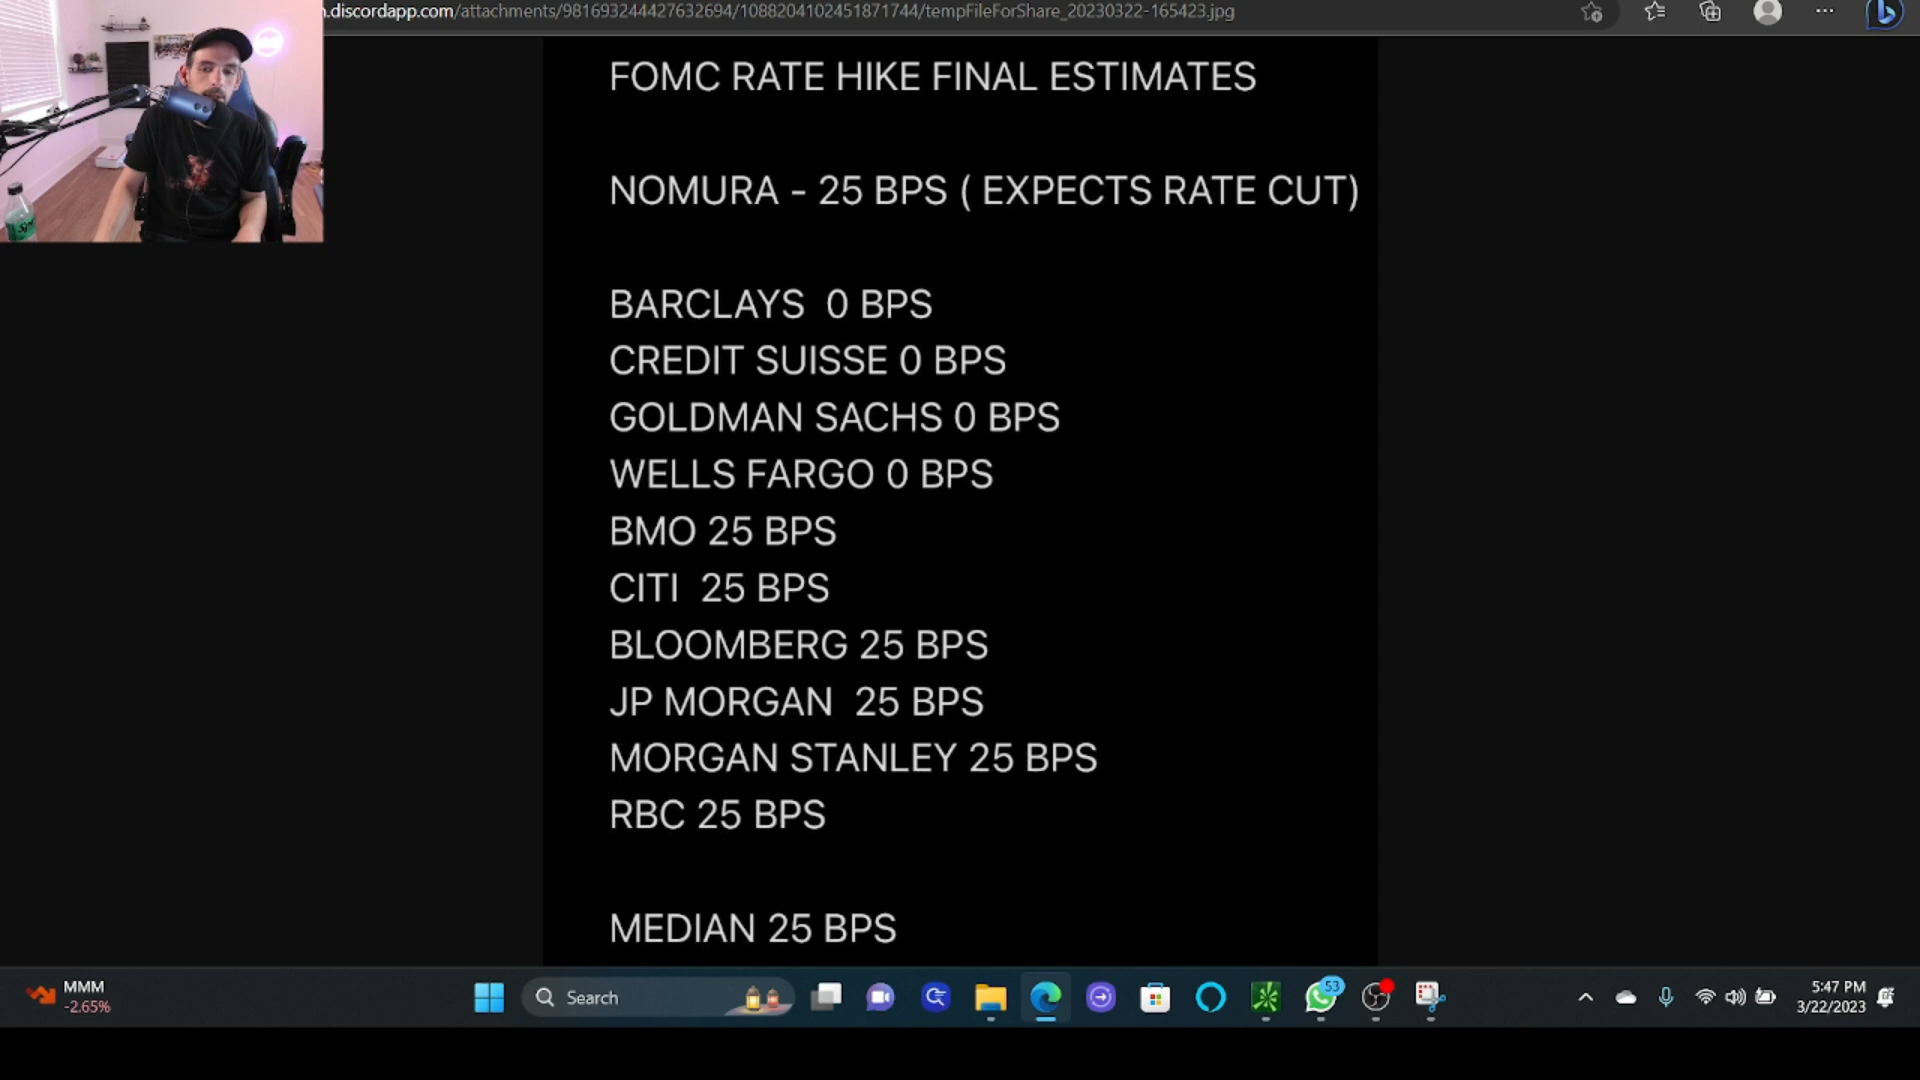 .discordapp.com/attachments/981693244427632694/1088204102451871744/tempFileForShare_20230322-165423.jpg
FOMC RATE HIKE FINAL ESTIMATES
NOMURA - 25 BPS ( EXPECTS RATE CUT)
BARCLAYS 0 BPS
CREDIT SUISSE 0 BPS
GOLDMAN SACHS 0 BPS
WELLS FARGO 0 BPS
BMO 25 BPS
CITI 25 BPS
BLOOMBERG 25 BPS
JP MORGAN 25 BPS
MORGAN STANLEY 25 BPS
RBC 25 BPS
MEDIAN 25 BPS
MMM
-2.65%
Search
53
5:47 PM
3/22/2023